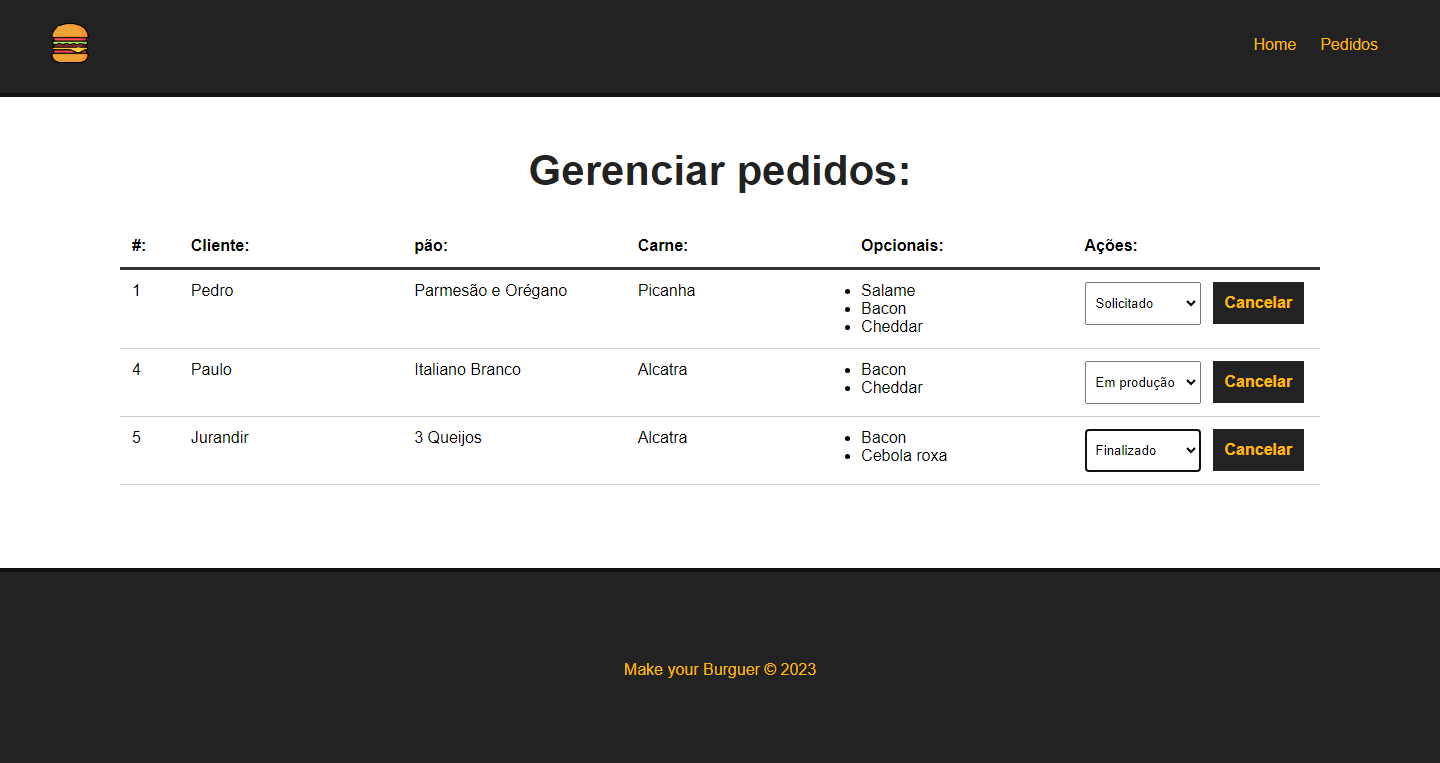 Home Pedidos
Gerenciar pedidos:
#: Cliente: pão: Carne: Opcionais: Ações:
1 Pedro Parmesão e Orégano Picanha Salame Solicitado Cancelar
Bacon
Cheddar
4 Paulo Italiano Branco Alcatra Bacon Em produção Cancelar
Cheddar
5 Jurandir 3 Queijos Alcatra Bacon Finalizado Cancelar
Cebola roxa
Make your Burguer © 2023